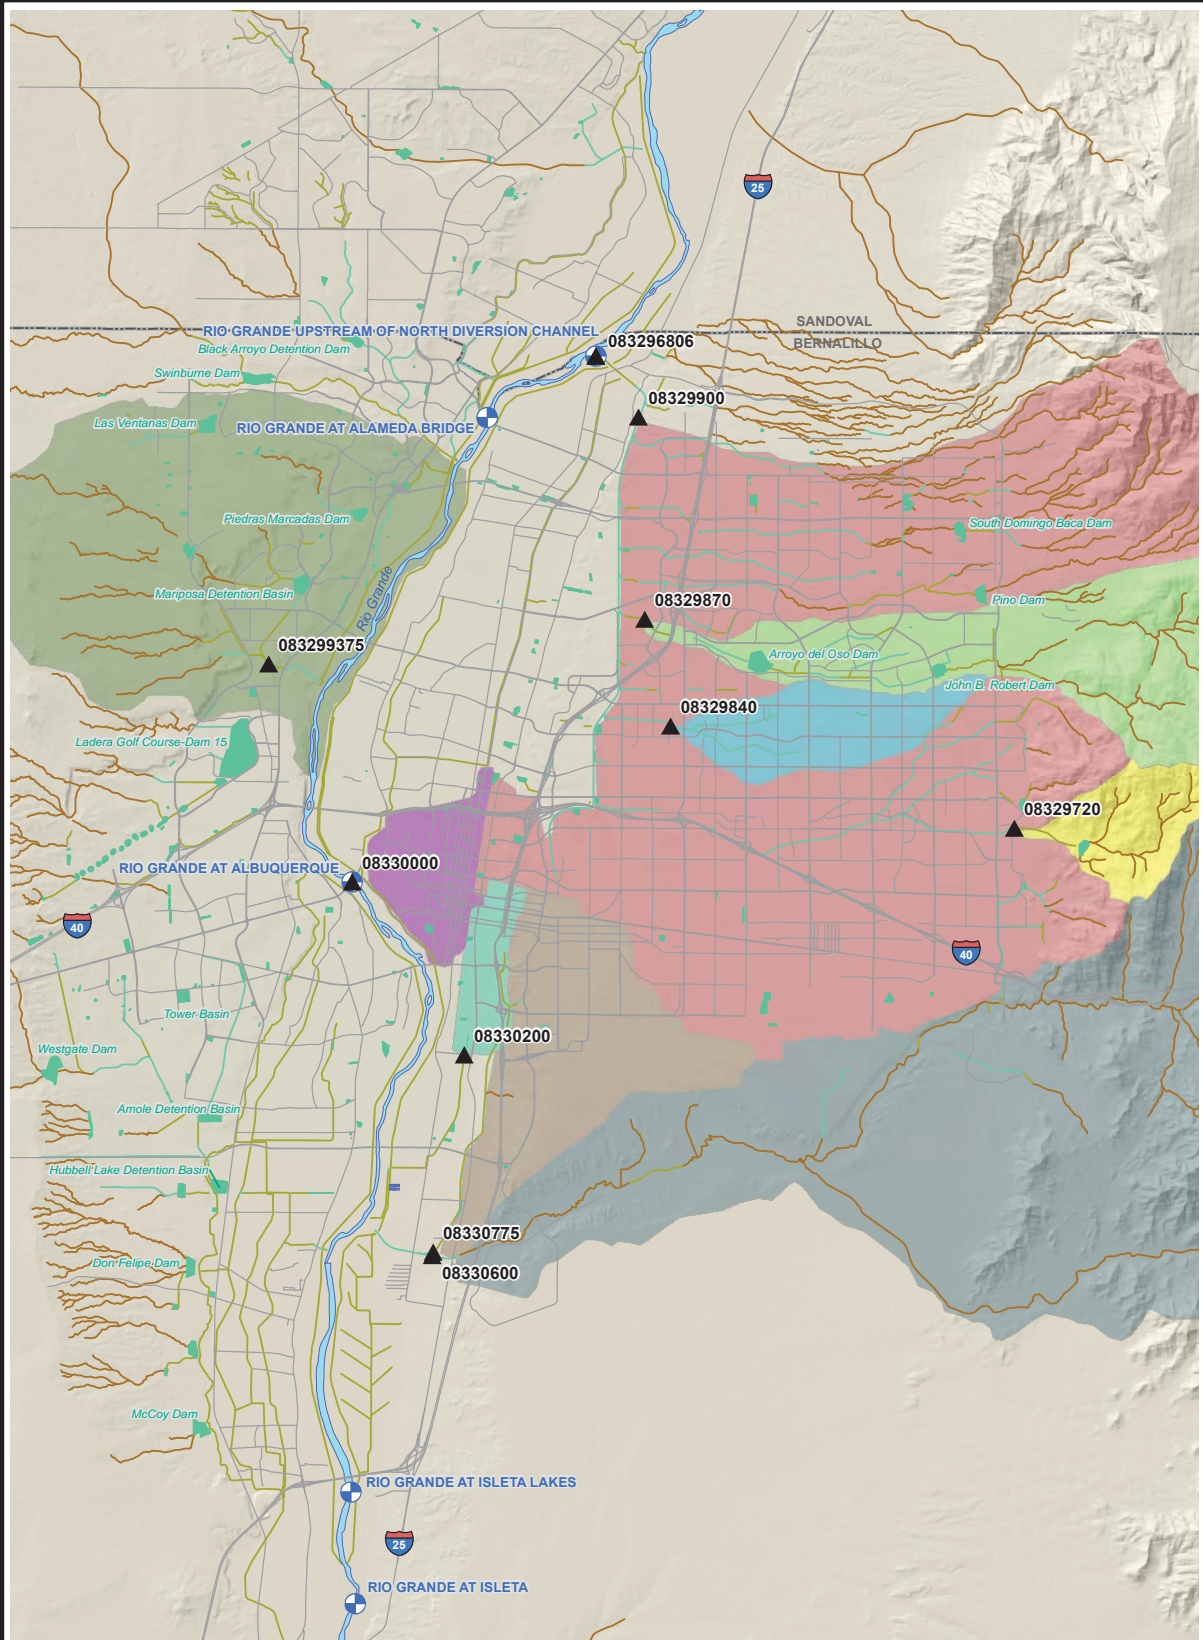 25
SANDOVAL
BERNALILLO
RIO GRANDE UPSTREAM OF NORTH DIVERSION CHANNEL
083296806
Black Arroyo Detention Dam
Swinburne Dam
08329900
Las Ventanas Dam
RIO GRANDE AT ALAMEDA BRIDGE
Piedras Marcadas Dam
South Domingo Baca Dam
Mariposa Detention Basin
Rio Grande
08329870
Pino Dam
083299375
Arroyo del Oso Dam
John B. Robert Dam
08329840
Ladera Golf Course-Dam 15
08329720
RIO GRANDE AT ALBUQUERQUE
08330000
40
40
Tower Basin
08330200
Westgate Dam
Amole Detention Basin
Hubbell Lake Detention Basin
08330775
Don Felipe Dam
08330600
McCoy Dam
RIO GRANDE AT ISLETA LAKES
25
RIO GRANDE AT ISLETA